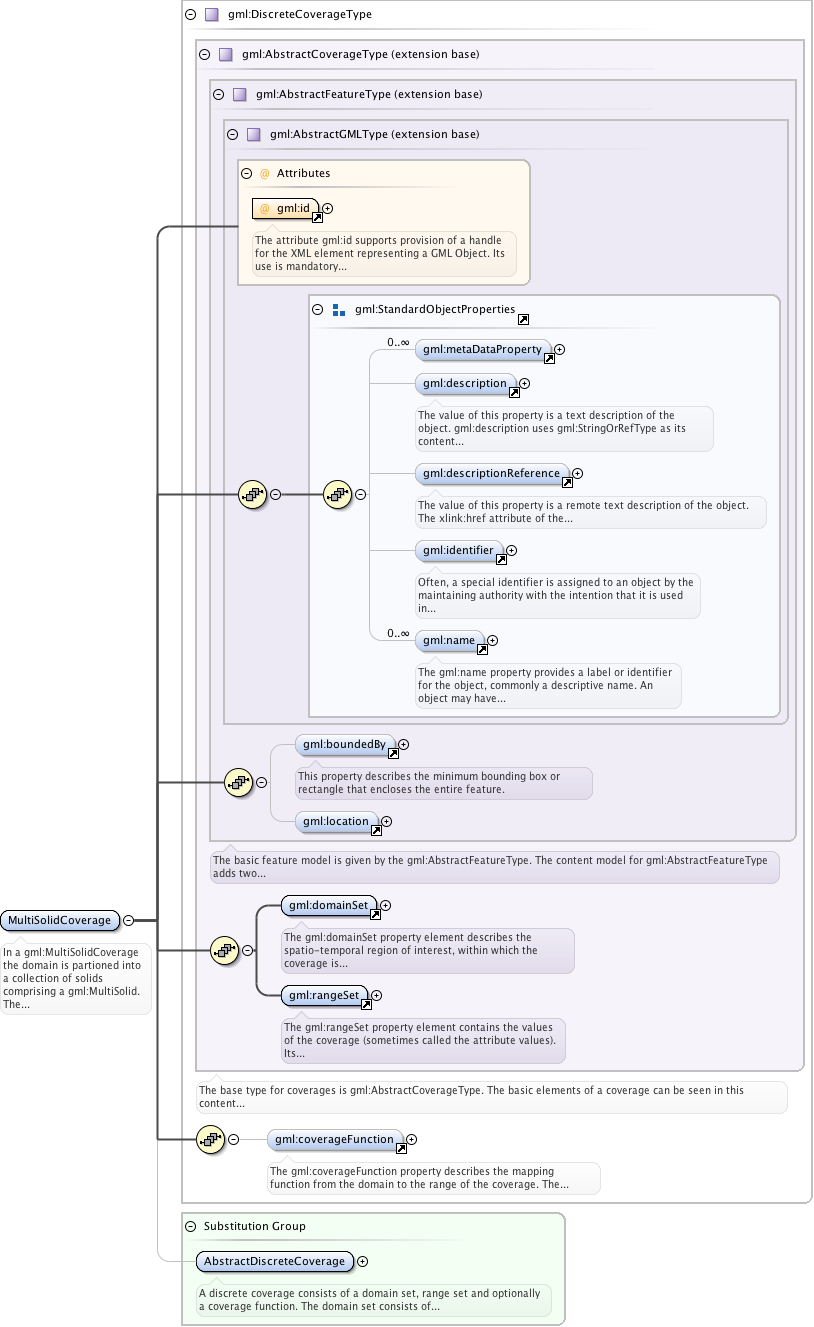 gml:DiscreteCoverageType
gml:AbstractCoverageType (extension base)
gml:AbstractFeatureType (extension base)
gml:AbstractGMLType (extension base)
@ Attributes
@ gml:id
The attribute gml:id supports provision of a handle
for the XML element representing a GML Object. Its
use is mandatory...
gml:StandardObjectProperties
0..∞
gml:metaDataProperty
gml:description
The value of this property is a text description of the
object. gml:description uses gml:StringOrRefType as its
content...
gml:descriptionReference
The value of this property is a remote text description of the object.
The xlink:href attribute of the...
gml:identifier
Often, a special identifier is assigned to an object by the
maintaining authority with the intention that it is used
in...
0..∞
gml:name
The gml:name property provides a label or identifier
for the object, commonly a descriptive name. An
object may have...
gml:boundedBy
This property describes the minimum bounding box or
rectangle that encloses the entire feature.
gml:location
The basic feature model is given by the gml:AbstractFeatureType. The content model for gml:AbstractFeatureType
adds two...
gml:domainSet
The gml:domainSet property element describes the
spatio-temporal region of interest, within which the
coverage is...
gml:rangeSet
The gml:rangeSet property element contains the values
of the coverage (sometimes called the attribute values).
Its...
MultiSolidCoverage
In a gml:MultiSolidCoverage
the domain is partioned into
a collection of solids
comprising a gml:MultiSolid.
The...
The base type for coverages is gml:AbstractCoverageType. The basic elements of a coverage can be seen in this
content...
gml:coverageFunction
The gml:coverageFunction property describes the mapping
function from the domain to the range of the coverage. The...
Substitution Group
AbstractDiscreteCoverage
A discrete coverage consists of a domain set, range set and optionally
a coverage function. The domain set consists of...